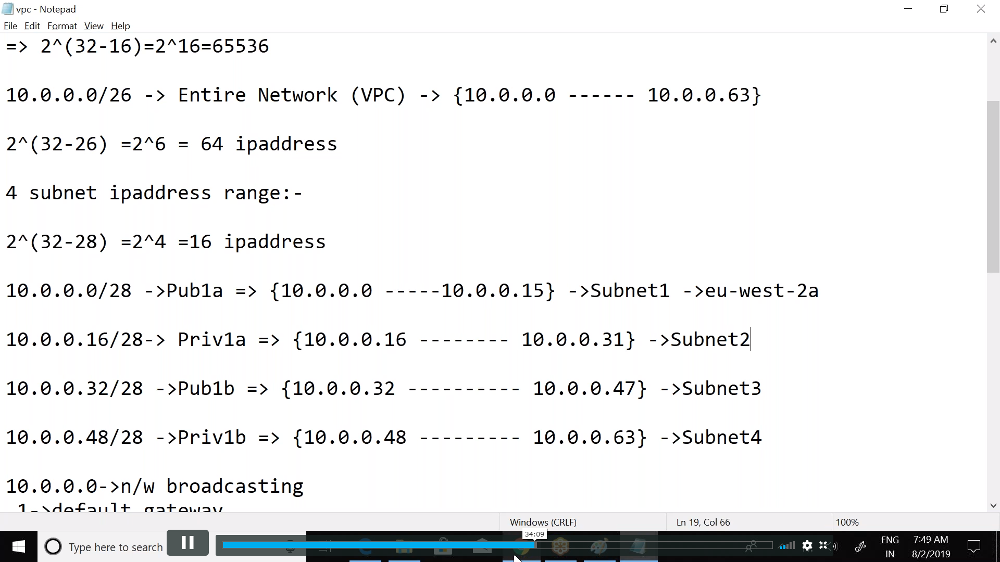 vpc - Notepad
File Edit Format View Help
=> 2^(32-16)=2^16=65536
10.0.0.0/26 -> Entire Network (VPC) -> {10.0.0.0 ------ 10.0.0.63}
2^(32-26) =2^6 = 64 ipaddress
4 subnet ipaddress range:-
2^(32-28) =2^4 =16 ipaddress
10.0.0.0/28 ->Pub1a => {10.0.0.0 -----10.0.0.15} ->Subnet1 ->eu-west-2a
10.0.0.16/28-> Priv1a => {10.0.0.16 -------- 10.0.0.31} ->Subnet2
10.0.0.32/28 ->Pub1b => {10.0.0.32 ---------- 10.0.0.47} ->Subnet3
10.0.0.48/28 ->Priv1b => {10.0.0.48 --------- 10.0.0.63} ->Subnet4
10.0.0.0->n/w broadcasting
1->default gateway
Windows (CRLF) Ln 19, Col 66 100%
34:09
Type here to search
ENG 7:49 AM
IN 8/2/2019